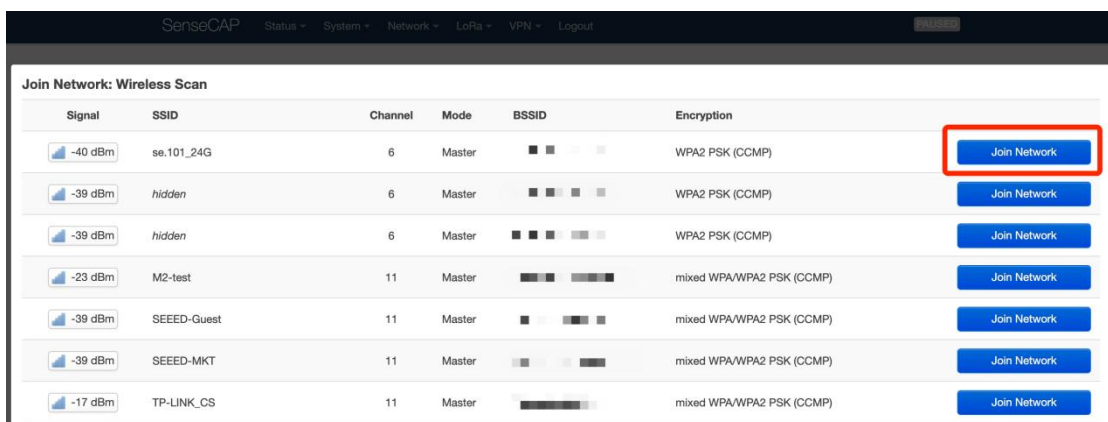 SenseCAP Status System Network LoRa VPN Logout PAUSED
Join Network: Wireless Scan
Signal SSID Channel Mode BSSID Encryption
-40 dBm se.101_24G 6 Master WPA2 PSK (CCMP) Join Network
-39 dBm hidden 6 Master WPA2 PSK (CCMP) Join Network
-39 dBm hidden 6 Master WPA2 PSK (CCMP) Join Network
-23 dBm M2-test 11 Master mixed WPA/WPA2 PSK (CCMP) Join Network
-39 dBm SEEED-Guest 11 Master mixed WPA/WPA2 PSK (CCMP) Join Network
-39 dBm SEEED-MKT 11 Master mixed WPA/WPA2 PSK (CCMP) Join Network
-17 dBm TP-LINK_CS 11 Master mixed WPA/WPA2 PSK (CCMP) Join Network